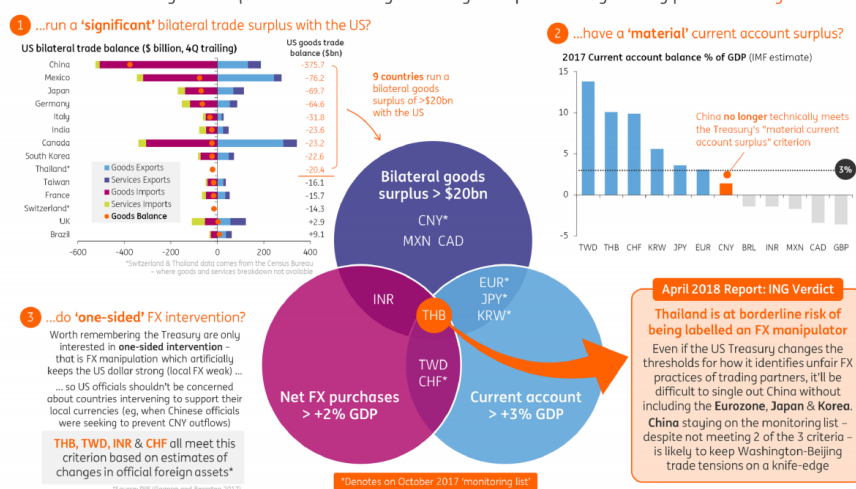 1 ...run a 'significant' bilateral trade surplus with the US?
US bilateral trade balance ($ billion, 4Q trailing)
US goods trade
balance ($bn)
China -375.7
Mexico -76.2
Japan -69.7
Germany -64.6
Italy -31.8
India -23.6
Canada -23.2
South Korea -22.6
Thailand* -20.4
Taiwan -16.1
France -15.7
Switzerland* -14.3
UK +2.9
Brazil +9.1
Goods Exports
Services Exports
Goods Imports
Services Imports
Goods Balance
-600 -400 -200 0 200 400
*Switzerland & Thailand data comes from the Census Bureau
– where goods and services breakdown not available
9 countries run a
bilateral goods
surplus of >$20bn
with the US
2 ...have a 'material' current account surplus?
2017 Current account balance % of GDP (IMF estimate)
15
10
5
0
-5
China no longer technically meets
the Treasury's "material current
account surplus" criterion
3%
TWD THB CHF KRW JPY EUR CNY BRL INR MXN CAD GBP
Bilateral goods
surplus > $20bn
CNY*
MXN CAD
EUR*
JPY*
KRW*
INR
THB
TWD
CHF*
Net FX purchases
> +2% GDP
Current account
> +3% GDP
*Denotes on October 2017 'monitoring list'
3 ...do 'one-sided' FX intervention?
Worth remembering the Treasury are only
interested in one-sided intervention –
that is FX manipulation which artificially
keeps the US dollar strong (local FX weak) ...
... so US officials shouldn't be concerned
about countries intervening to support their
local currencies (eg, when Chinese officials
were seeking to prevent CNY outflows)
THB, TWD, INR & CHF all meet this
criterion based on estimates of
changes in official foreign assets*
April 2018 Report: ING Verdict
Thailand is at borderline risk of
being labelled an FX manipulator
Even if the US Treasury changes the
thresholds for how it identifies unfair FX
practices of trading partners, it'll be
difficult to single out China without
including the Eurozone, Japan & Korea.
China staying on the monitoring list –
despite not meeting 2 of the 3 criteria –
is likely to keep Washington-Beijing
trade tensions on a knife-edge